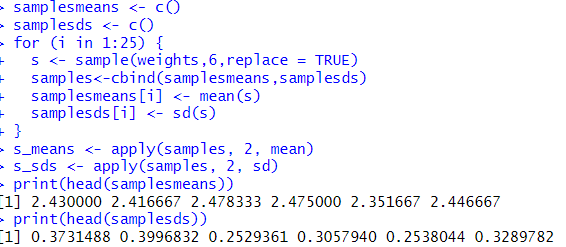 > samplesmeans <- c()
> samplesds <- c()
> for (i in 1:25) {
+   s <- sample(weights,6,replace = TRUE)
+   samples<-cbind(samplesmeans,samplesds)
+   samplesmeans[i] <- mean(s)
+   samplesds[i] <- sd(s)
+ }
> s_means <- apply(samples, 2, mean)
> s_sds <- apply(samples, 2, sd)
> print(head(samplesmeans))
[1] 2.430000 2.416667 2.478333 2.475000 2.351667 2.446667
> print(head(samplesds))
[1] 0.3731488 0.3996832 0.2529361 0.3057940 0.2538044 0.3289782